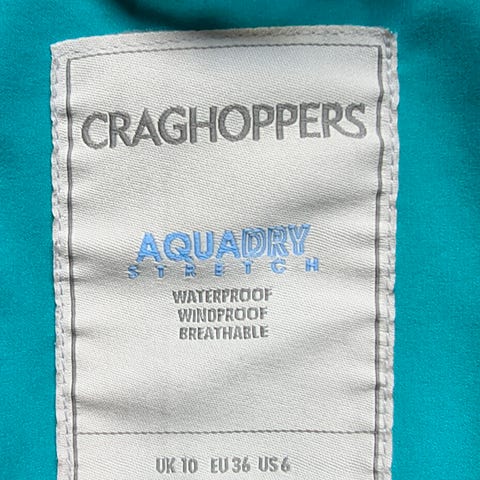 CRAGHOPPERS
AQUADRY
STRETCH
WATERPROOF
WINDPROOF
BREATHABLE
UK 10 EU 36 US 6